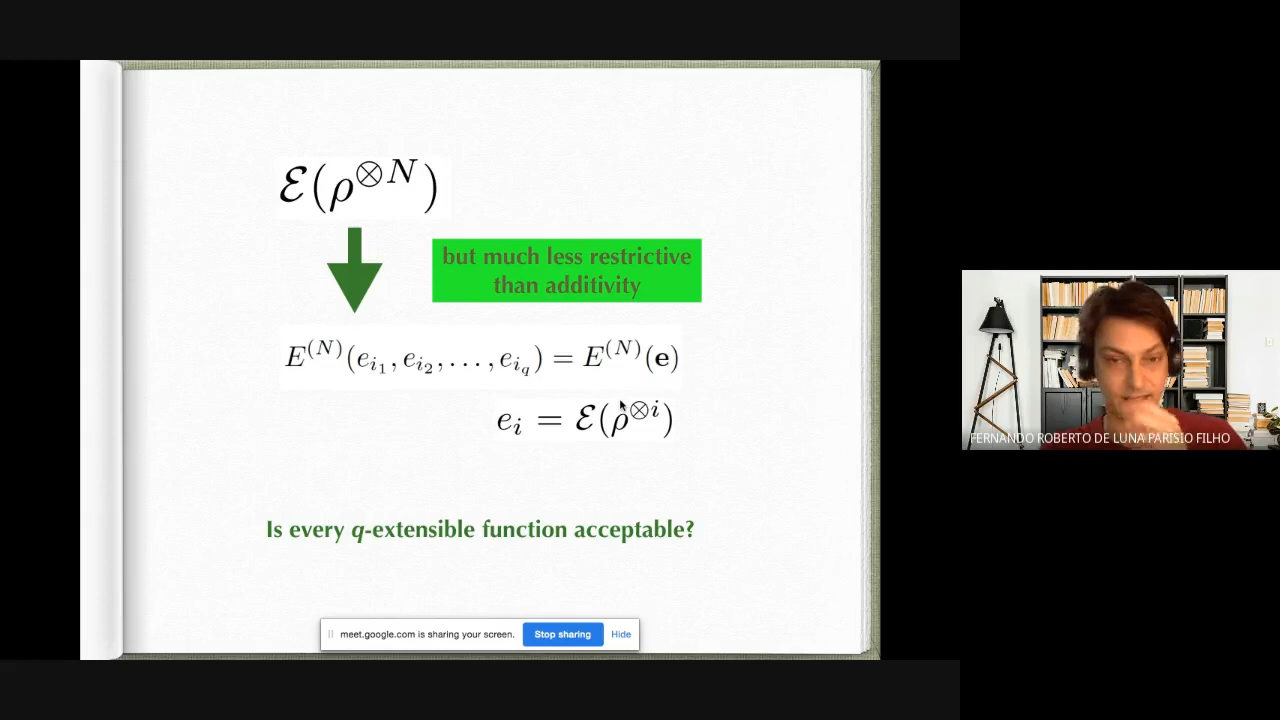 ℰ(ρ^{⊗N})
but much less restrictive
than additivity
E^{(N)}(e_{i_1}, e_{i_2}, . . . , e_{i_q}) = E^{(N)}(𝐞)
e_i = ℰ(ρ^{⊗i})
Is every q-extensible function acceptable?
meet.google.com is sharing your screen. Stop sharing Hide
FERNANDO ROBERTO DE LUNA PARISIO FILHO